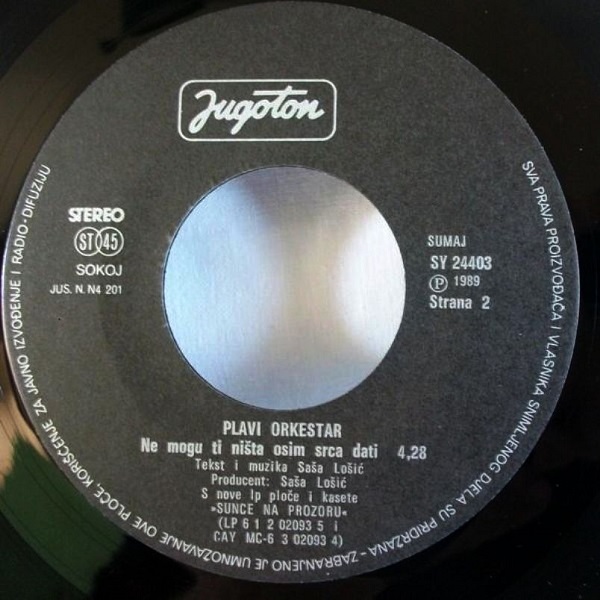 Jugoton
STEREO
ST 45
SOKOJ
JUS. N. N4 201
SUMAJ
SY 24403
Ⓟ 1989
Strana 2
PLAVI ORKESTAR
Ne mogu ti ništa osim srca dati 4,28
Tekst i muzika Saša Lošić
Producent: Saša Lošić
S nove lp ploče i kasete
»SUNCE NA PROZORU«
(LP 6 1 2 02093 5 i
CAY MC-6 3 02093 4)
SVA PRAVA PROIZVOĐAČA I VLASNIKA SNIMLJENOG DJELA SU PRIDRŽANA - ZABRANJENO JE UMNOŽAVANJE OVE PLOČE, KORIŠĆENJE ZA JAVNO IZVOĐENJE I RADIO-DIFUZIJU